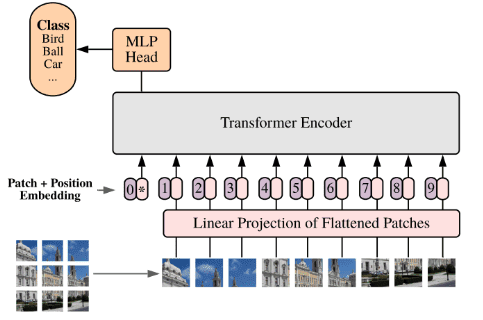 Class
Bird
Ball
Car
...
MLP
Head
Transformer Encoder
Patch + Position
Embedding
0 * 1 2 3 4 5 6 7 8 9
Linear Projection of Flattened Patches